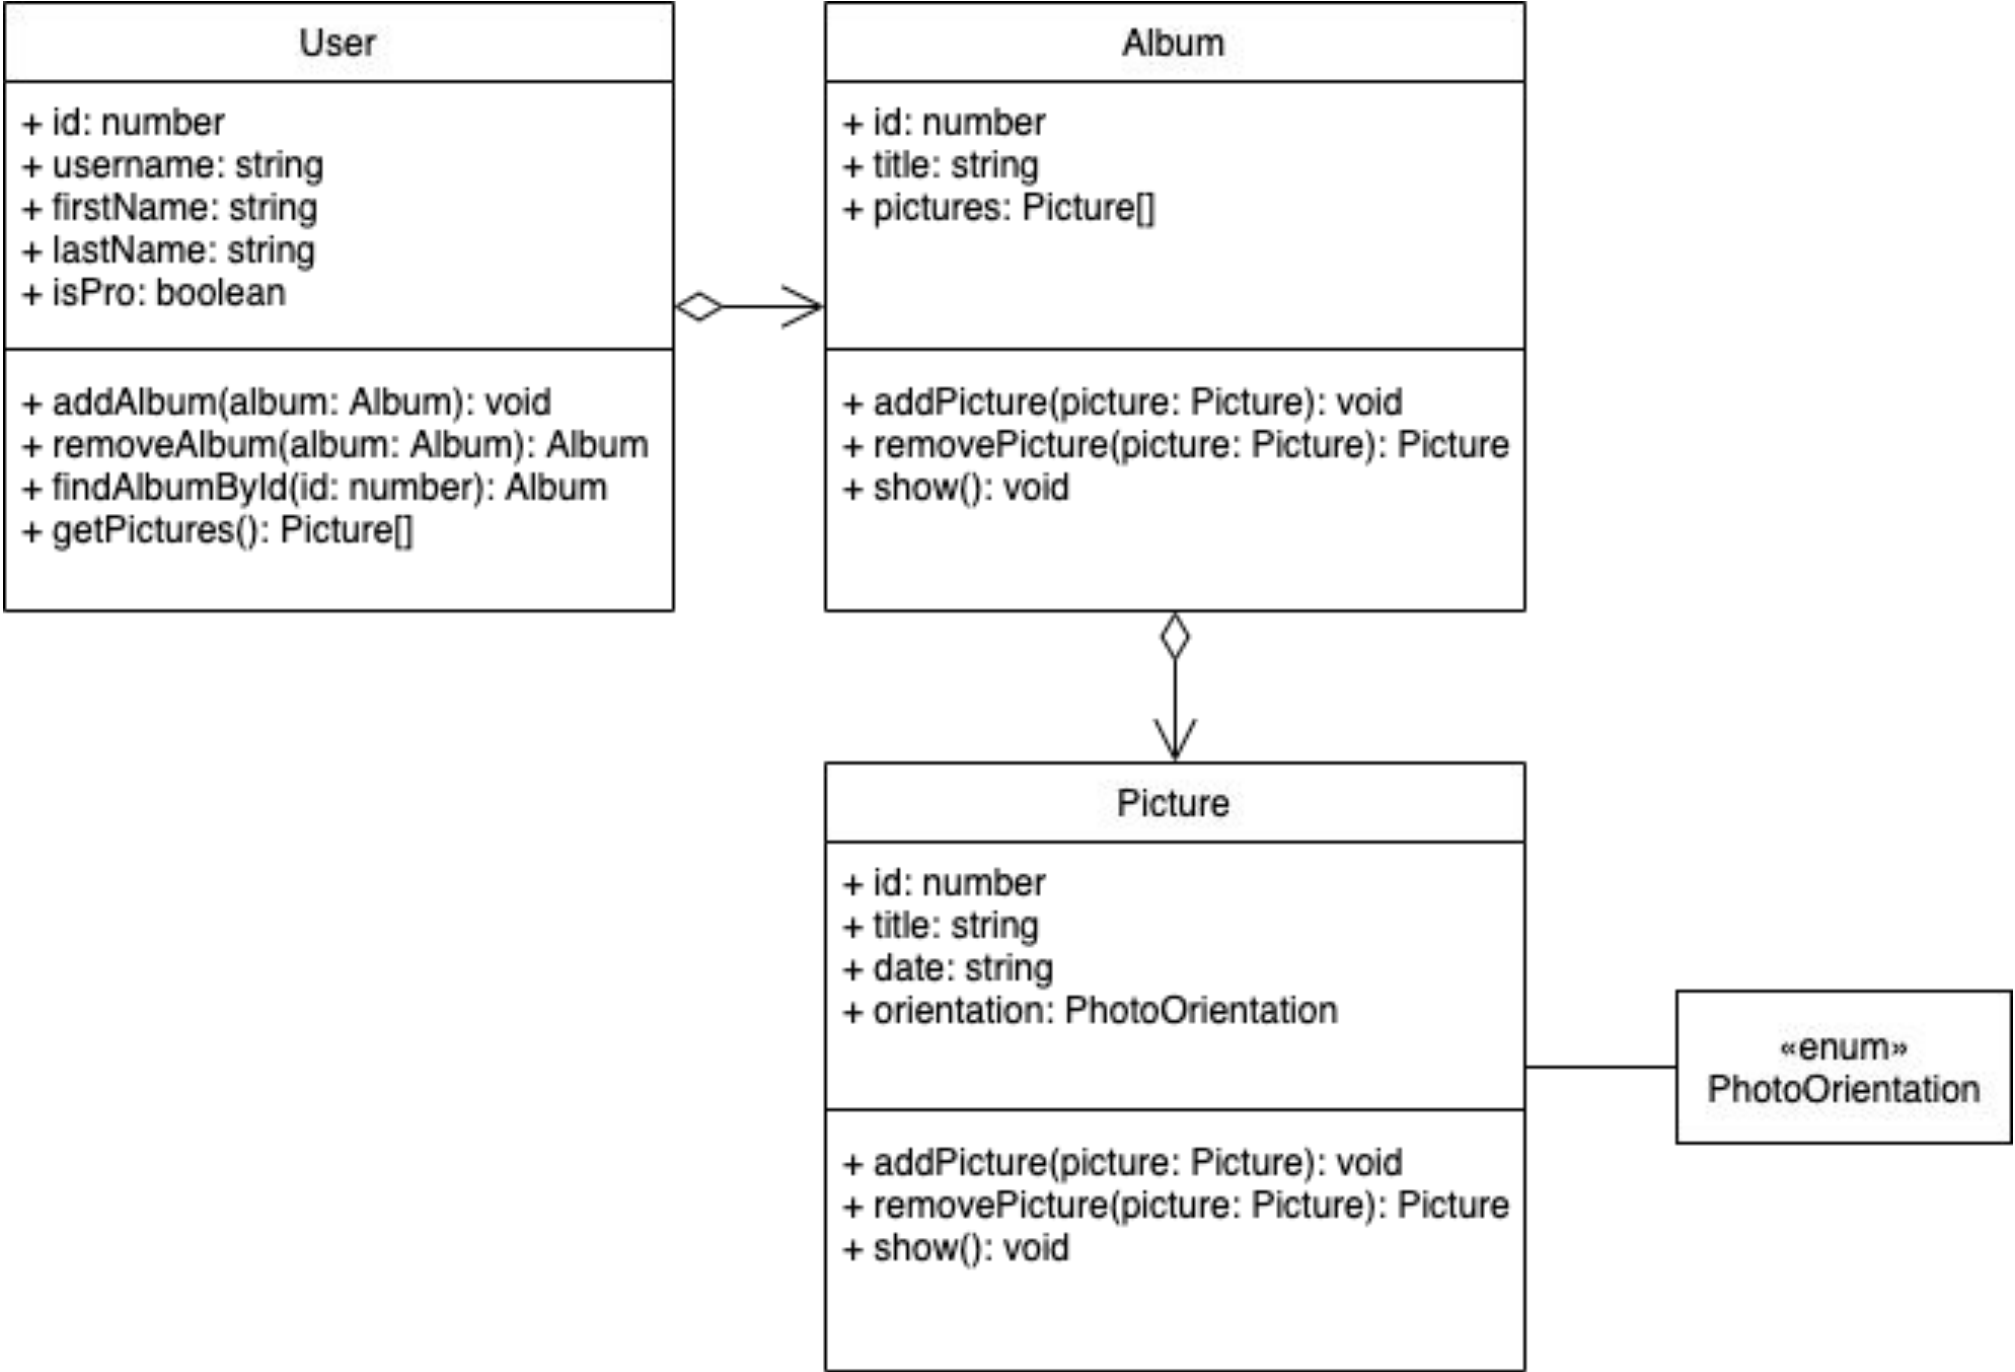 User
+ id: number
+ username: string
+ firstName: string
+ lastName: string
+ isPro: boolean
+ addAlbum(album: Album): void
+ removeAlbum(album: Album): Album
+ findAlbumById(id: number): Album
+ getPictures(): Picture[]
Album
+ id: number
+ title: string
+ pictures: Picture[]
+ addPicture(picture: Picture): void
+ removePicture(picture: Picture): Picture
+ show(): void
Picture
+ id: number
+ title: string
+ date: string
+ orientation: PhotoOrientation
+ addPicture(picture: Picture): void
+ removePicture(picture: Picture): Picture
+ show(): void
«enum»
PhotoOrientation